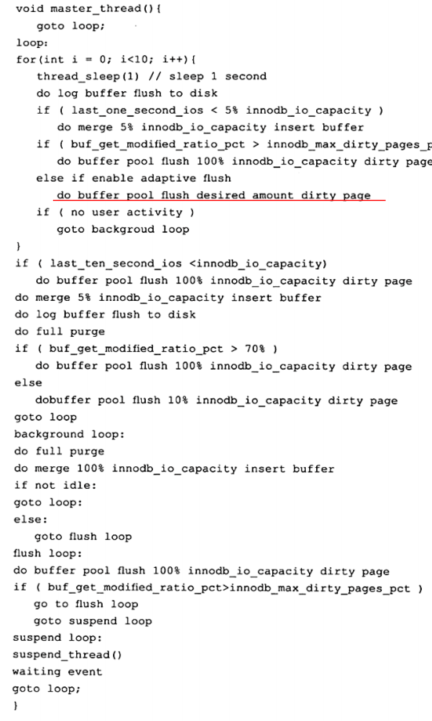 void master_thread(){
goto loop;
loop:
for(int i = 0; i<10; i++){
thread_sleep(1) // sleep 1 second
do log buffer flush to disk
if ( last_one_second_ios < 5% innodb_io_capacity )
do merge 5% innodb_io_capacity insert buffer
if ( buf_get_modified_ratio_pct > innodb_max_dirty_pages_p
do buffer pool flush 100% innodb_io_capacity dirty page
else if enable adaptive flush
do buffer pool flush desired amount dirty page
if ( no user activity )
goto backgroud loop
}
if ( last_ten_second_ios <innodb_io_capacity)
do buffer pool flush 100% innodb_io_capacity dirty page
do merge 5% innodb_io_capacity insert buffer
do log buffer flush to disk
do full purge
if ( buf_get_modified_ratio_pct > 70% )
do buffer pool flush 100% innodb_io_capacity dirty page
else
dobuffer pool flush 10% innodb_io_capacity dirty page
goto loop
background loop:
do full purge
do merge 100% innodb_io_capacity insert buffer
if not idle:
goto loop:
else:
goto flush loop
flush loop:
do buffer pool flush 100% innodb_io_capacity dirty page
if ( buf_get_modified_ratio_pct>innodb_max_dirty_pages_pct )
go to flush loop
goto suspend loop
suspend loop:
suspend_thread()
waiting event
goto loop;
}